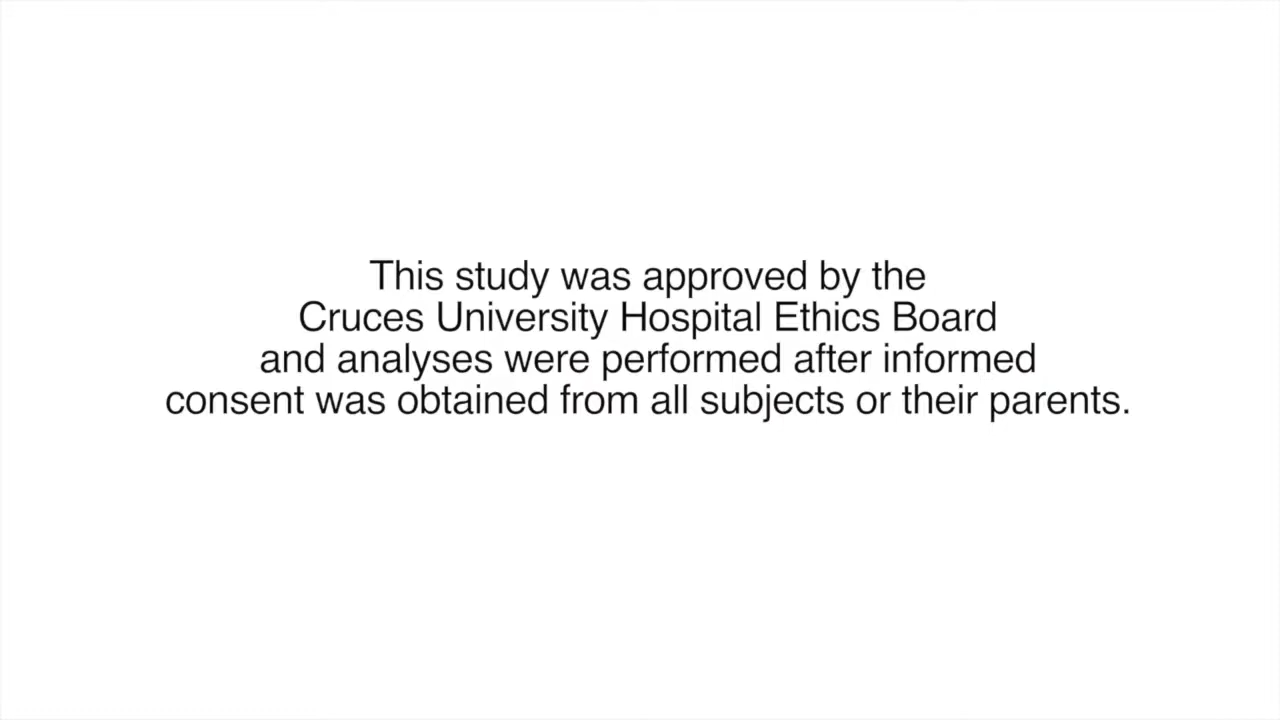 This study was approved by the
Cruces University Hospital Ethics Board
and analyses were performed after informed
consent was obtained from all subjects or their parents.